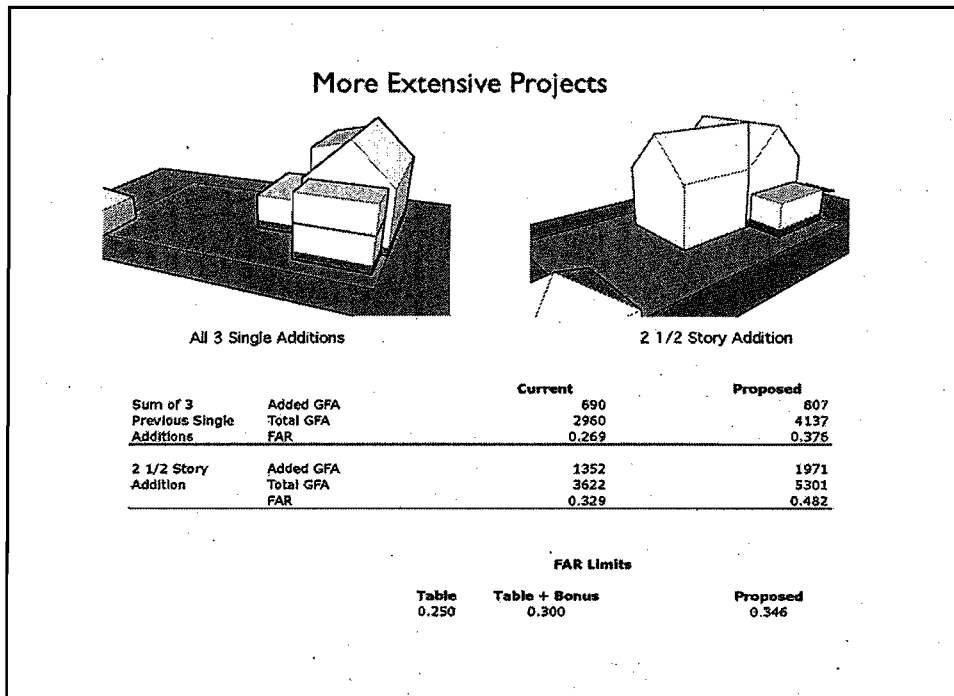 More Extensive Projects
All 3 Single Additions
2 1/2 Story Addition
Current Proposed
Sum of 3 Added GFA 690 807
Previous Single Total GFA 2960 4137
Additions FAR 0.269 0.376
2 1/2 Story Added GFA 1352 1971
Addition Total GFA 3622 5301
FAR 0.329 0.482
FAR Limits
Table Table + Bonus Proposed
0.250 0.300 0.346